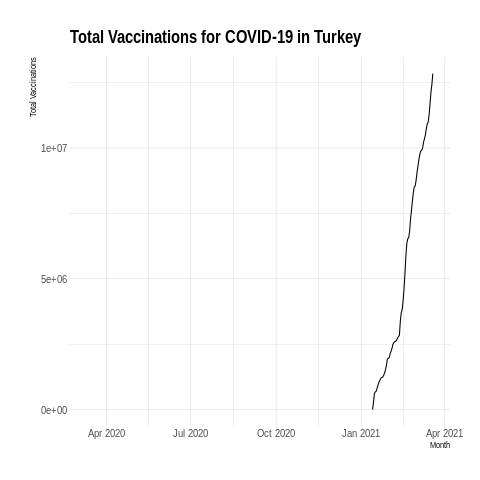 Total Vaccinations for COVID-19 in Turkey
Total Vaccinations
1e+07
5e+06
0e+00
Apr 2020 Jul 2020 Oct 2020 Jan 2021 Apr 2021
Month